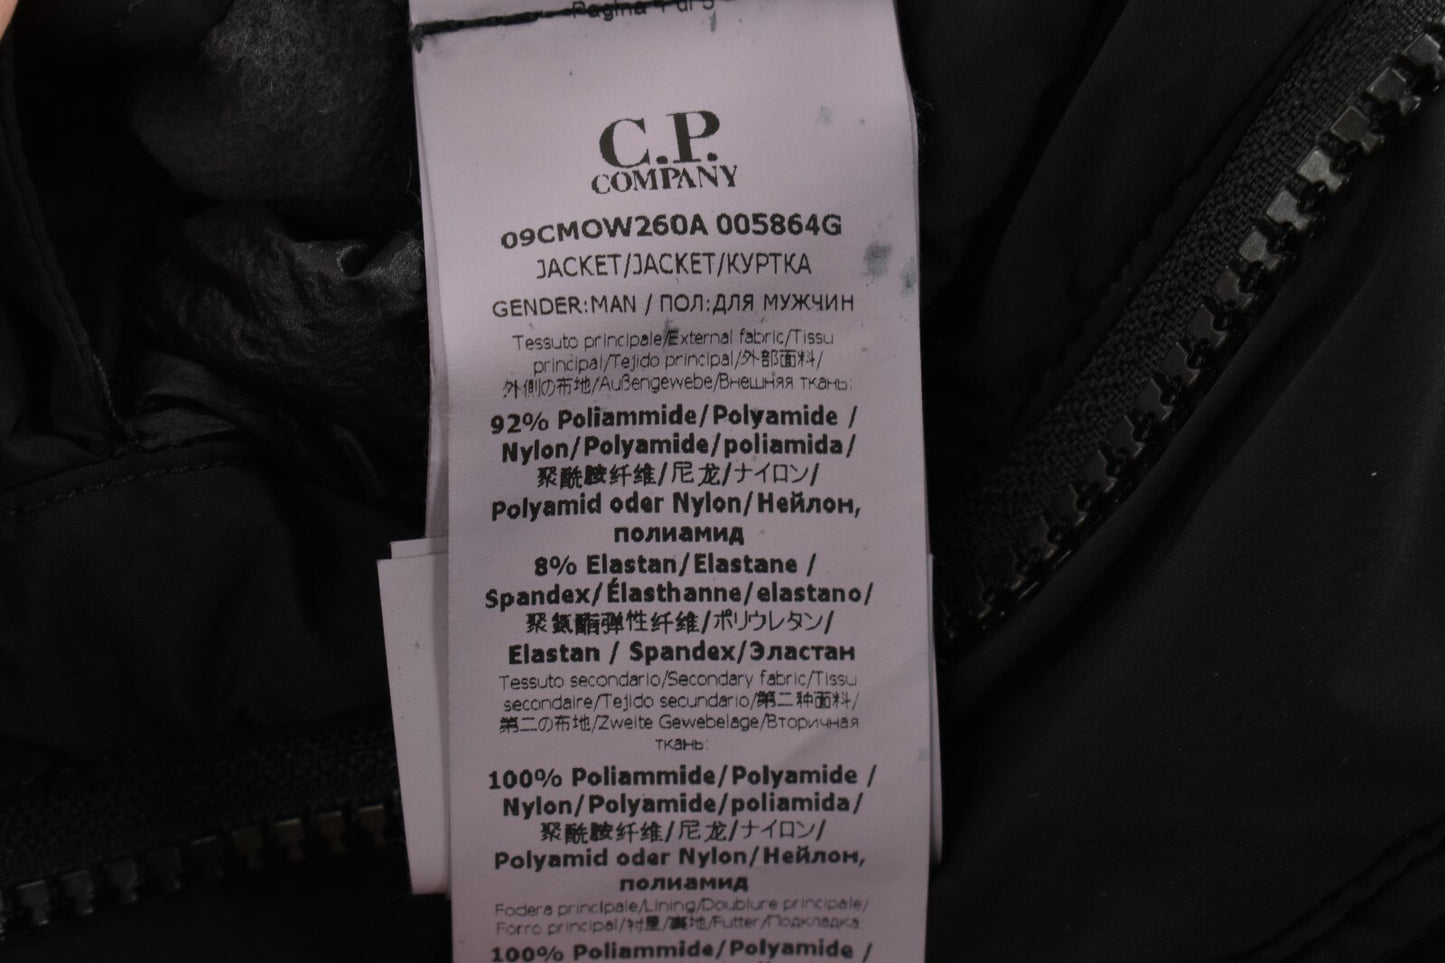 Pagina 1 di 5
C.P.
COMPANY
09CMOW260A 005864G
JACKET/JACKET/КУРТКА
GENDER:MAN / ПОЛ:ДЛЯ МУЖЧИН
Tessuto principale/External fabric/Tissu
principal/Tejido principal/外部面料/
外側の布地/Außengewebe/Внешняя ткань:
92% Poliammide/Polyamide /
Nylon/Polyamide/poliamida/
聚酰胺纤维/尼龙/ナイロン/
Polyamid oder Nylon/Нейлон,
полиамид
8% Elastan/Elastane /
Spandex/Élasthanne/elastano/
聚氨酯弹性纤维/ポリウレタン/
Elastan / Spandex/Эластан
Tessuto secondario/Secondary fabric/Tissu
secondaire/Tejido secundario/第二种面料/
第二の布地/Zweite Gewebelage/Вторичная
ткань:
100% Poliammide/Polyamide /
Nylon/Polyamide/poliamida/
聚酰胺纤维/尼龙/ナイロン/
Polyamid oder Nylon/Нейлон,
полиамид
Fodera principale/Lining/Doublure principale/
Forro principal/衬里/裏地/Futter/Подкладка:
100% Poliammide/Polyamide /